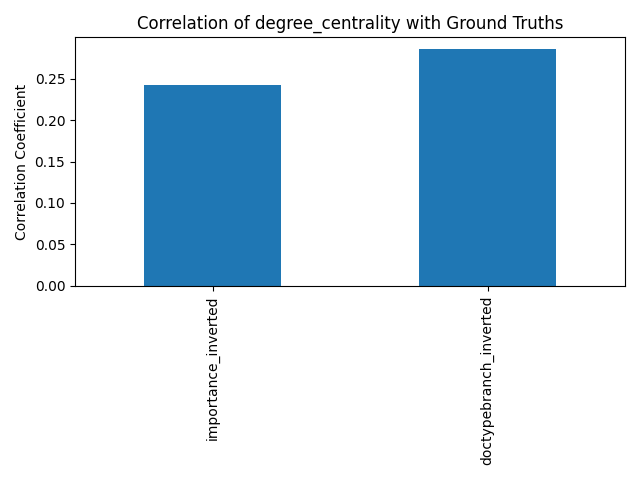 Correlation of degree_centrality with Ground Truths
Correlation Coefficient
0.25
0.20
0.15
0.10
0.05
0.00
importance_inverted
doctypebranch_inverted